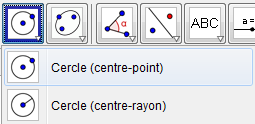 α
ABC
a=
Cercle (centre-point)
Cercle (centre-rayon)